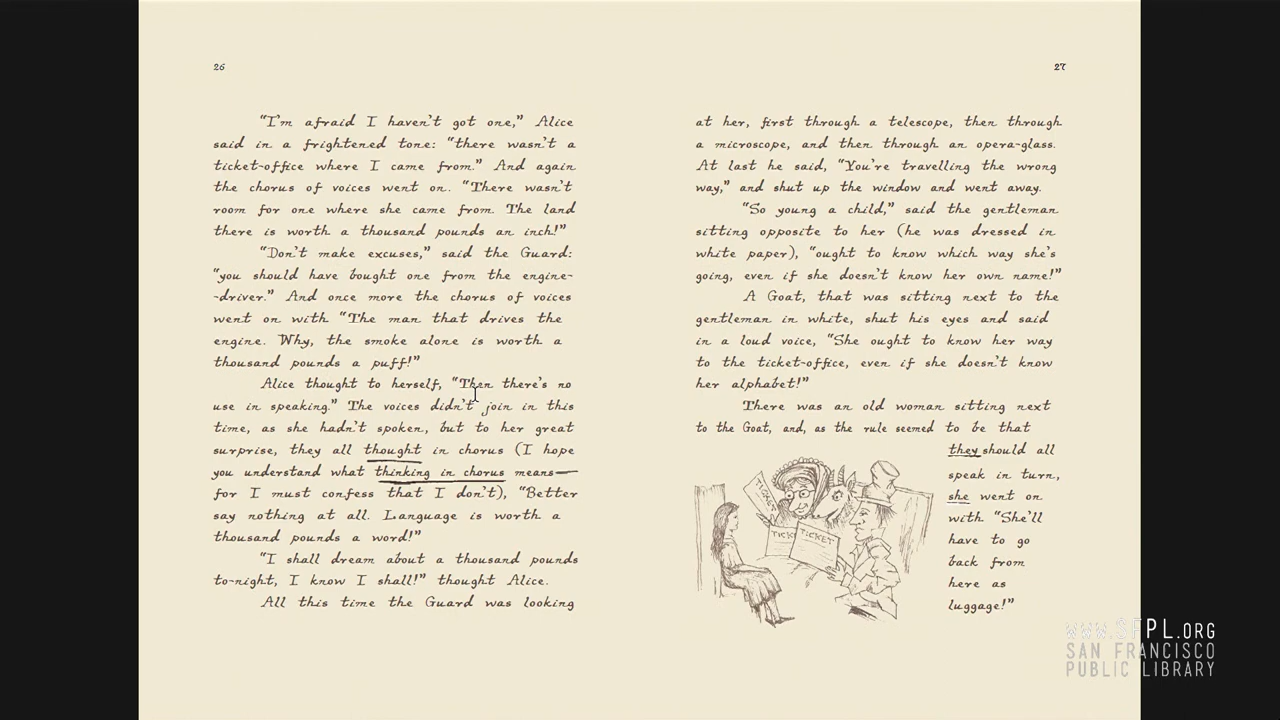 26
"I'm afraid I haven't got one," Alice
said in a frightened tone: "there wasn't a
ticket-office where I came from." And again
the chorus of voices went on. "There wasn't
room for one where she came from. The land
there is worth a thousand pounds an inch!"
"Don't make excuses," said the Guard:
"you should have bought one from the engine-
-driver." And once more the chorus of voices
went on with "The man that drives the
engine. Why, the smoke alone is worth a
thousand pounds a puff!"
Alice thought to herself, "Then there's no
use in speaking." The voices didn't join in this
time, as she hadn't spoken, but to her great
surprise, they all thought in chorus (I hope
you understand what thinking in chorus means—
for I must confess that I don't), "Better
say nothing at all. Language is worth a
thousand pounds a word!"
"I shall dream about a thousand pounds
to-night, I know I shall!" thought Alice.
All this time the Guard was looking
27
at her, first through a telescope, then through
a microscope, and then through an opera-glass.
At last he said, "You're travelling the wrong
way," and shut up the window and went away.
"So young a child," said the gentleman
sitting opposite to her (he was dressed in
white paper), "ought to know which way she's
going, even if she doesn't know her own name!"
A Goat, that was sitting next to the
gentleman in white, shut his eyes and said
in a loud voice, "She ought to know her way
to the ticket-office, even if she doesn't know
her alphabet!"
There was an old woman sitting next
to the Goat, and, as the rule seemed to be that
they should all
speak in turn,
she went on
with "She'll
have to go
back from
here as
luggage!"
TICKET
TICK
TICKET
WWW.SFPL.ORG
SAN FRANCISCO
PUBLIC LIBRARY